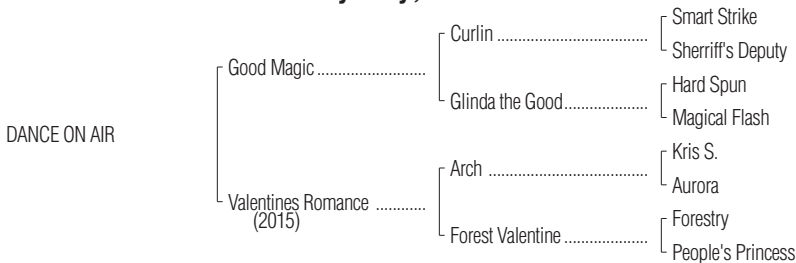 Smart Strike
Curlin
Sherriff's Deputy
Good Magic
Hard Spun
Glinda the Good
Magical Flash
DANCE ON AIR
Kris S.
Arch
Aurora
Valentines Romance
(2015)
Forestry
Forest Valentine
People's Princess